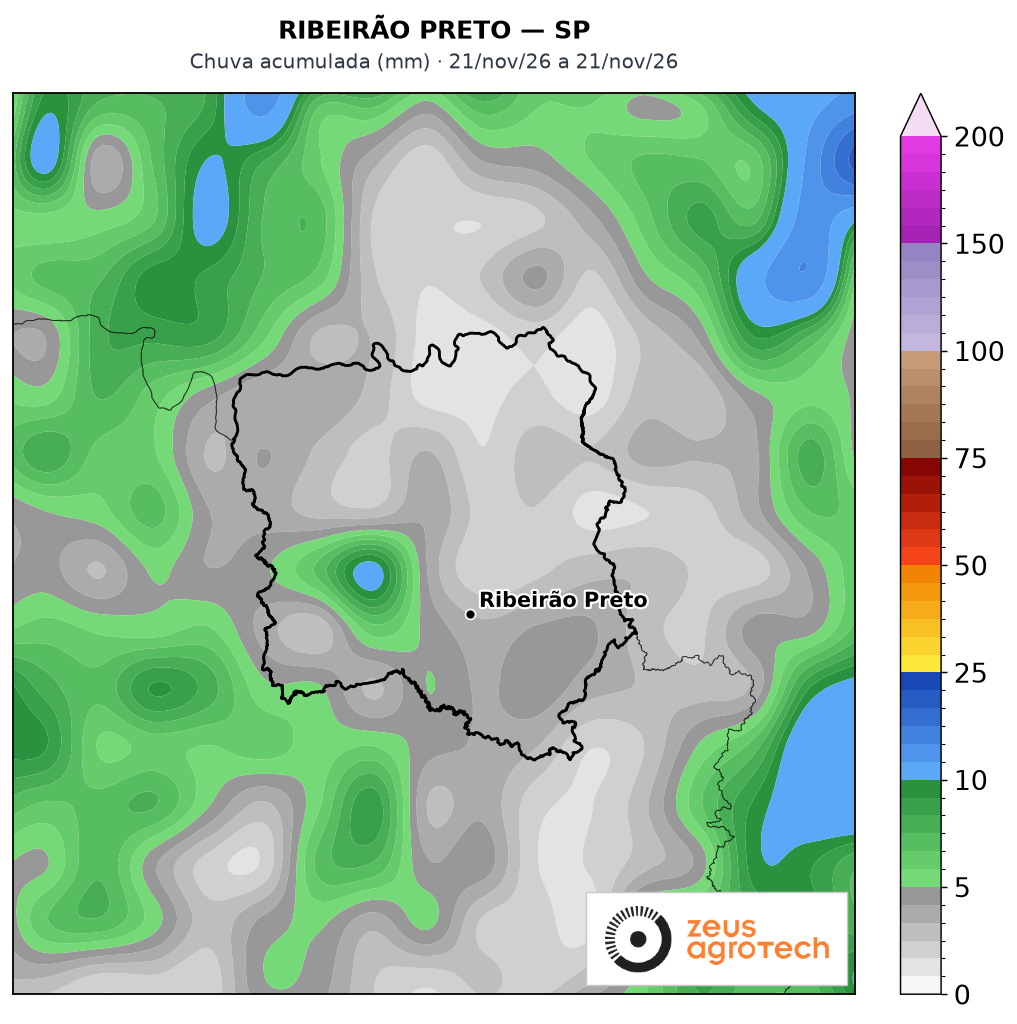 RIBEIRÃO PRETO — SP
Chuva acumulada (mm) · 21/nov/26 a 21/nov/26
200
150
100
75
50
25
10
5
0
Ribeirão Preto
zeus
agrotech